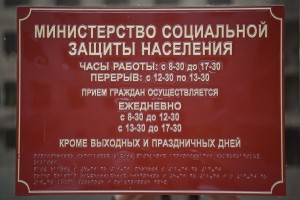 МИНИСТЕРСТВО СОЦИАЛЬНОЙ
ЗАЩИТЫ НАСЕЛЕНИЯ
ЧАСЫ РАБОТЫ: с 8-30 до 17-30
ПЕРЕРЫВ: с 12-30 по 13-30
ПРИЕМ ГРАЖДАН ОСУЩЕСТВЛЯЕТСЯ
ЕЖЕДНЕВНО
с 8-30 до 12-30
с 13-30 до 17-30
КРОМЕ ВЫХОДНЫХ И ПРАЗДНИЧНЫХ ДНЕЙ